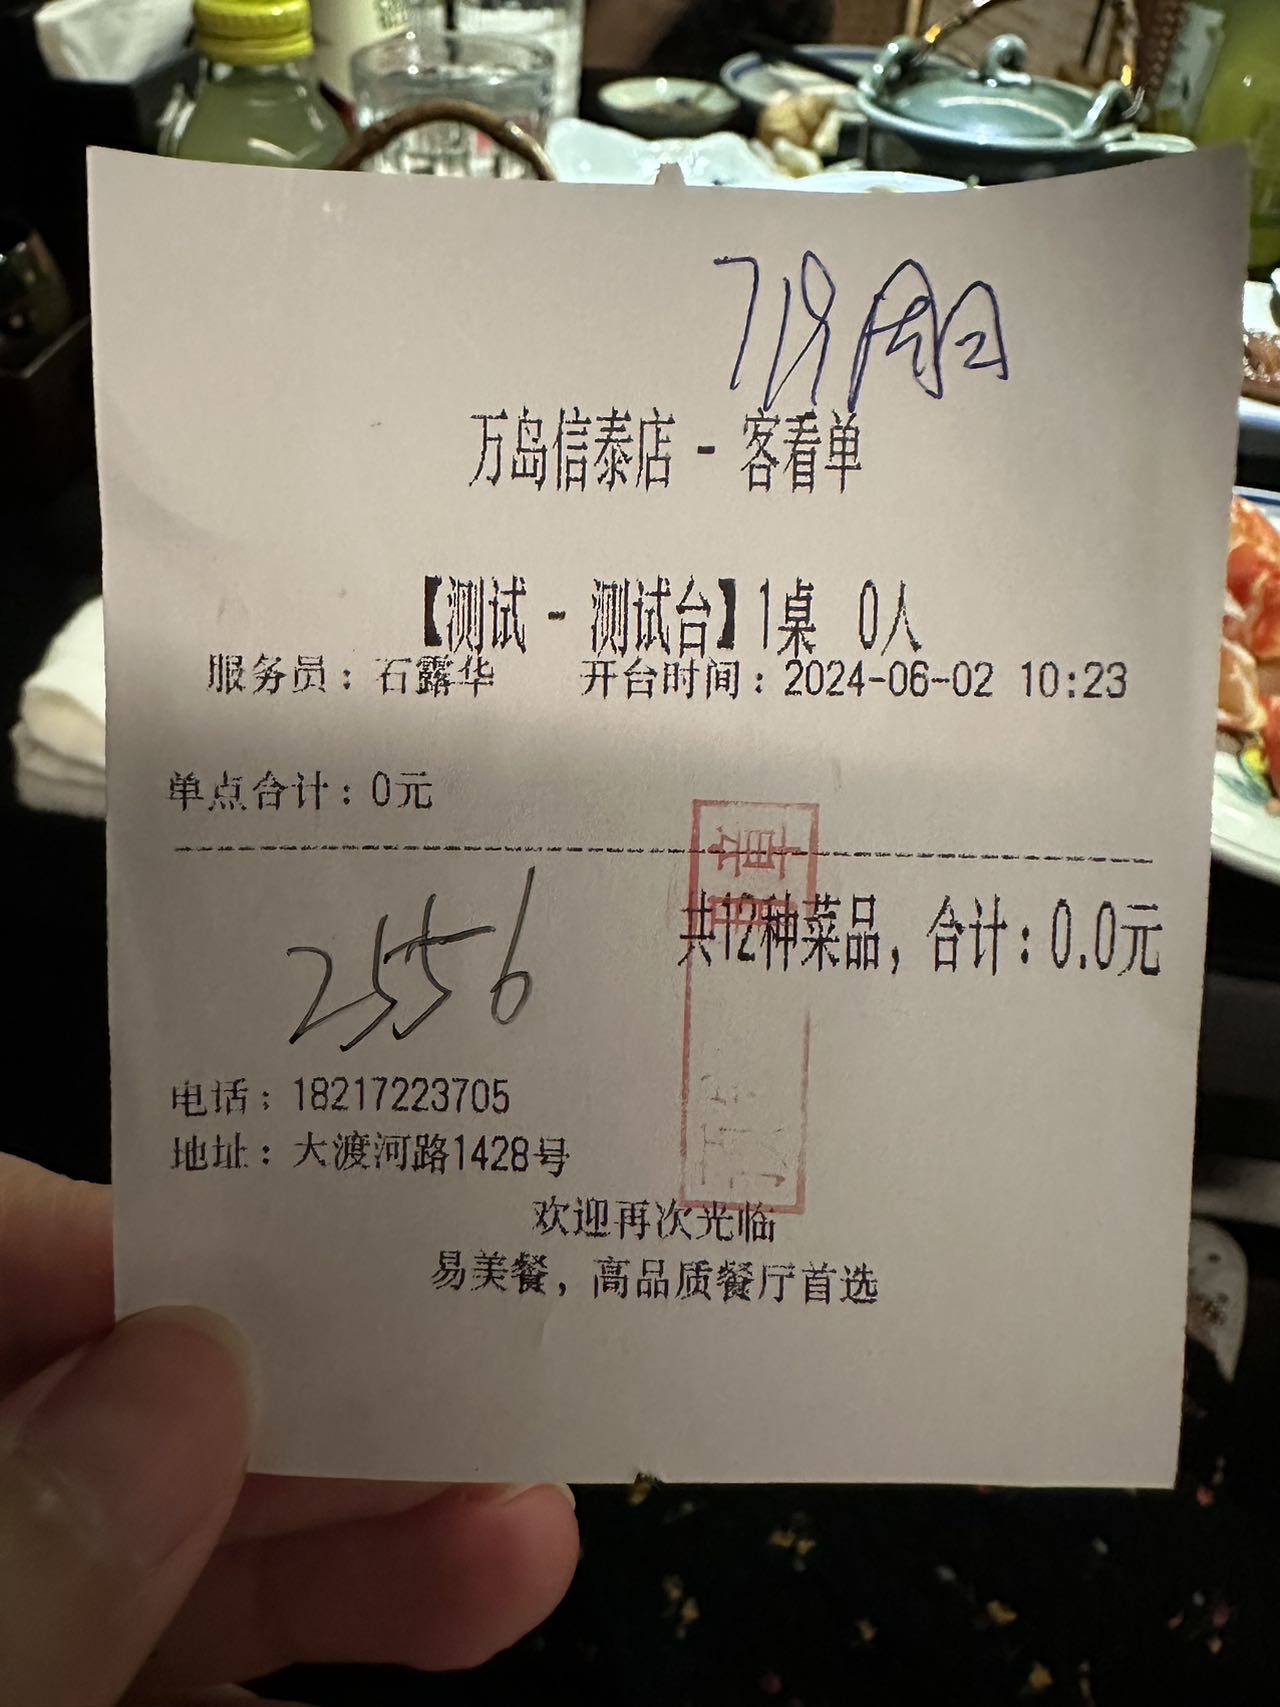 万岛信泰店 - 客看单
【测试 - 测试台】1桌 0人
服务员：石露华 开台时间：2024-06-02 10:23
单点合计：0元
共12种菜品，合计：0.0元
2556
电话：18217223705
地址：大渡河路1428号
欢迎再次光临
易美餐，高品质餐厅首选